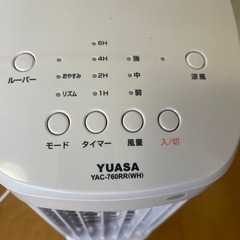 6H
4H 強
おやすみ 2H 中
リズム 1H 弱
ルーバー 涼風
モード タイマー 風量 入/切
YUASA
YAC-760RR(WH)